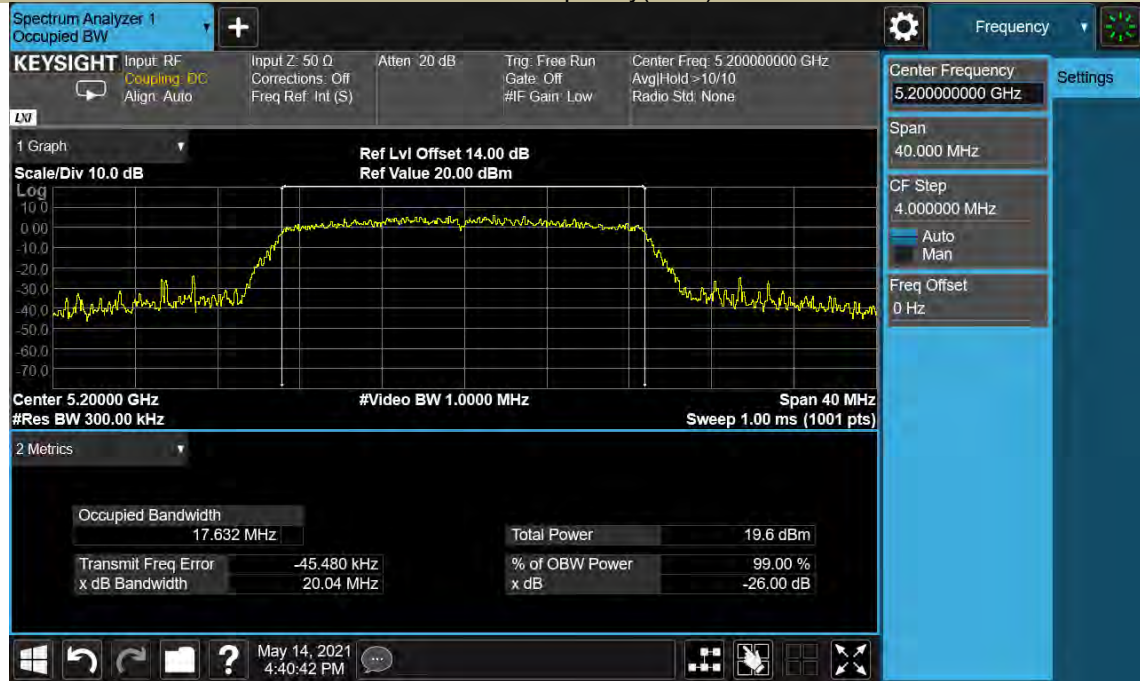 Spectrum Analyzer 1
Occupied BW
+
Frequency
KEYSIGHT
Input: RF
Coupling: DC
Align: Auto
Input Z: 50 Ω
Corrections: Off
Freq Ref: Int (S)
Atten: 20 dB
Trig: Free Run
Gate: Off
#IF Gain: Low
Center Freq: 5.200000000 GHz
Avg|Hold:>10/10
Radio Std: None
LXI
Center Frequency
5.200000000 GHz
Settings
Span
40.000 MHz
CF Step
4.000000 MHz
Auto
Man
Freq Offset
0 Hz
1 Graph
Scale/Div 10.0 dB
Ref Lvl Offset 14.00 dB
Ref Value 20.00 dBm
Log
10.0
0.00
-10.0
-20.0
-30.0
-40.0
-50.0
-60.0
-70.0
Center 5.20000 GHz
#Video BW 1.0000 MHz
Span 40 MHz
#Res BW 300.00 kHz
Sweep 1.00 ms (1001 pts)
2 Metrics
Occupied Bandwidth
17.632 MHz
Total Power 19.6 dBm
Transmit Freq Error -45.480 kHz
% of OBW Power 99.00 %
x dB Bandwidth 20.04 MHz
x dB -26.00 dB
?
May 14, 2021
4:40:42 PM